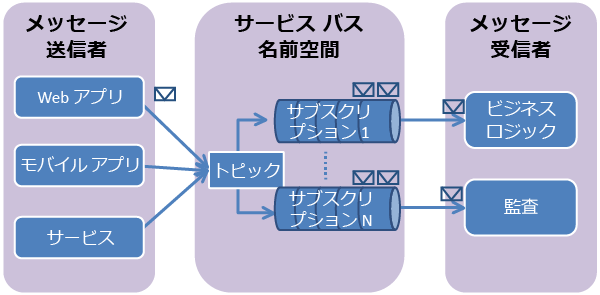 メッセージ
送信者
Web アプリ
モバイル アプリ
サービス
サービス バス
名前空間
トピック
サブスクリ
プション 1
サブスクリ
プション N
メッセージ
受信者
ビジネス
ロジック
監査